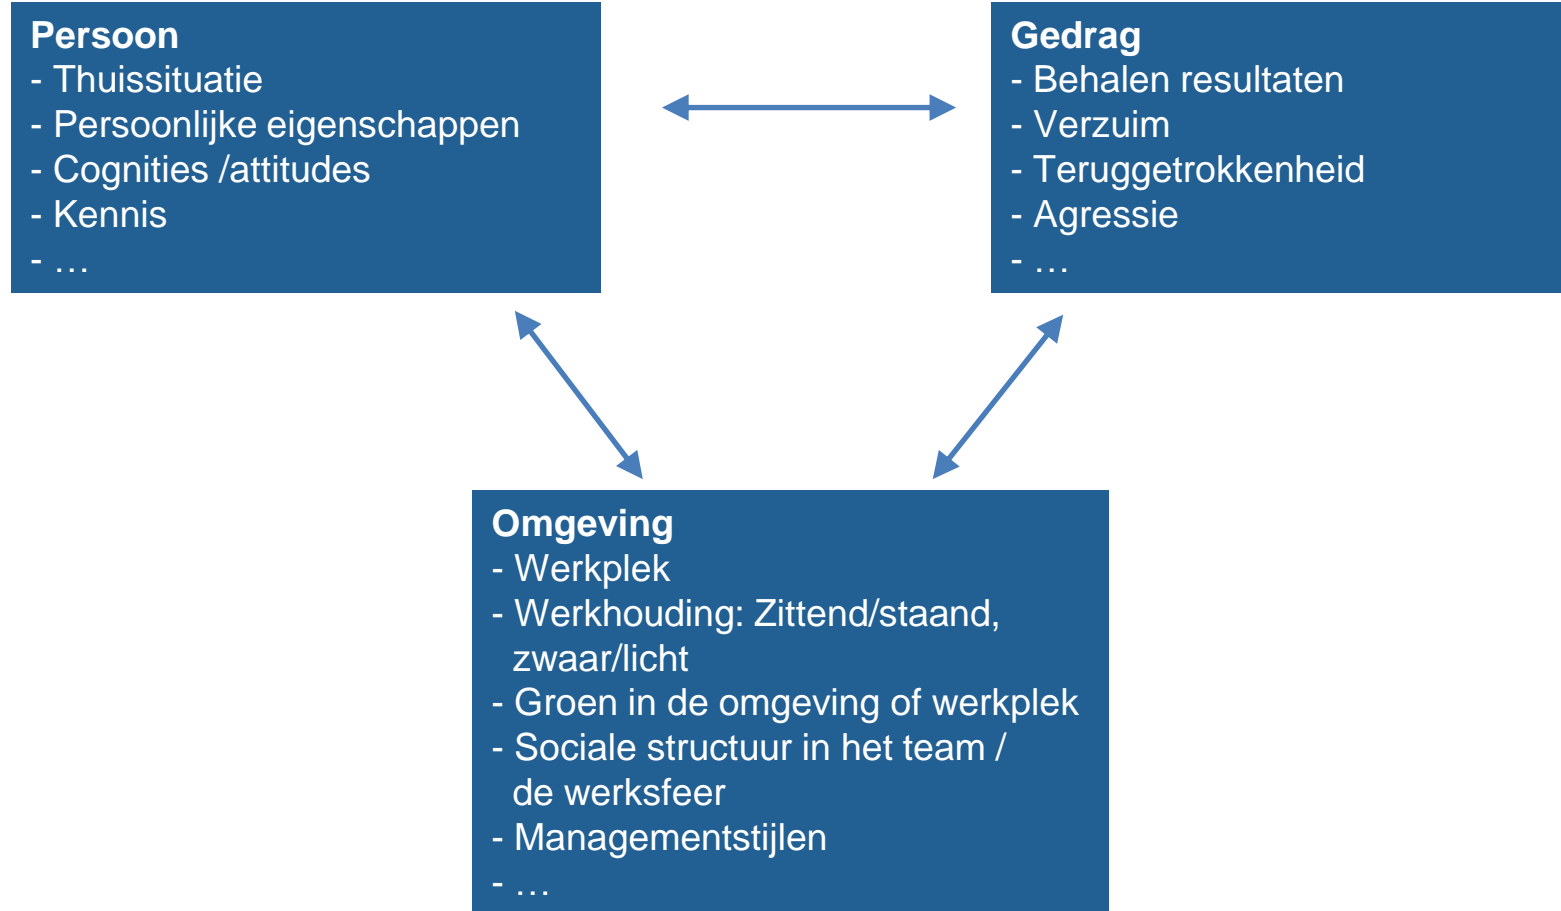 Persoon
- Thuissituatie
- Persoonlijke eigenschappen
- Cognities /attitudes
- Kennis
- …
Gedrag
- Behalen resultaten
- Verzuim
- Teruggetrokkenheid
- Agressie
- …
Omgeving
- Werkplek
- Werkhouding: Zittend/staand,
zwaar/licht
- Groen in de omgeving of werkplek
- Sociale structuur in het team /
de werksfeer
- Managementstijlen
- …